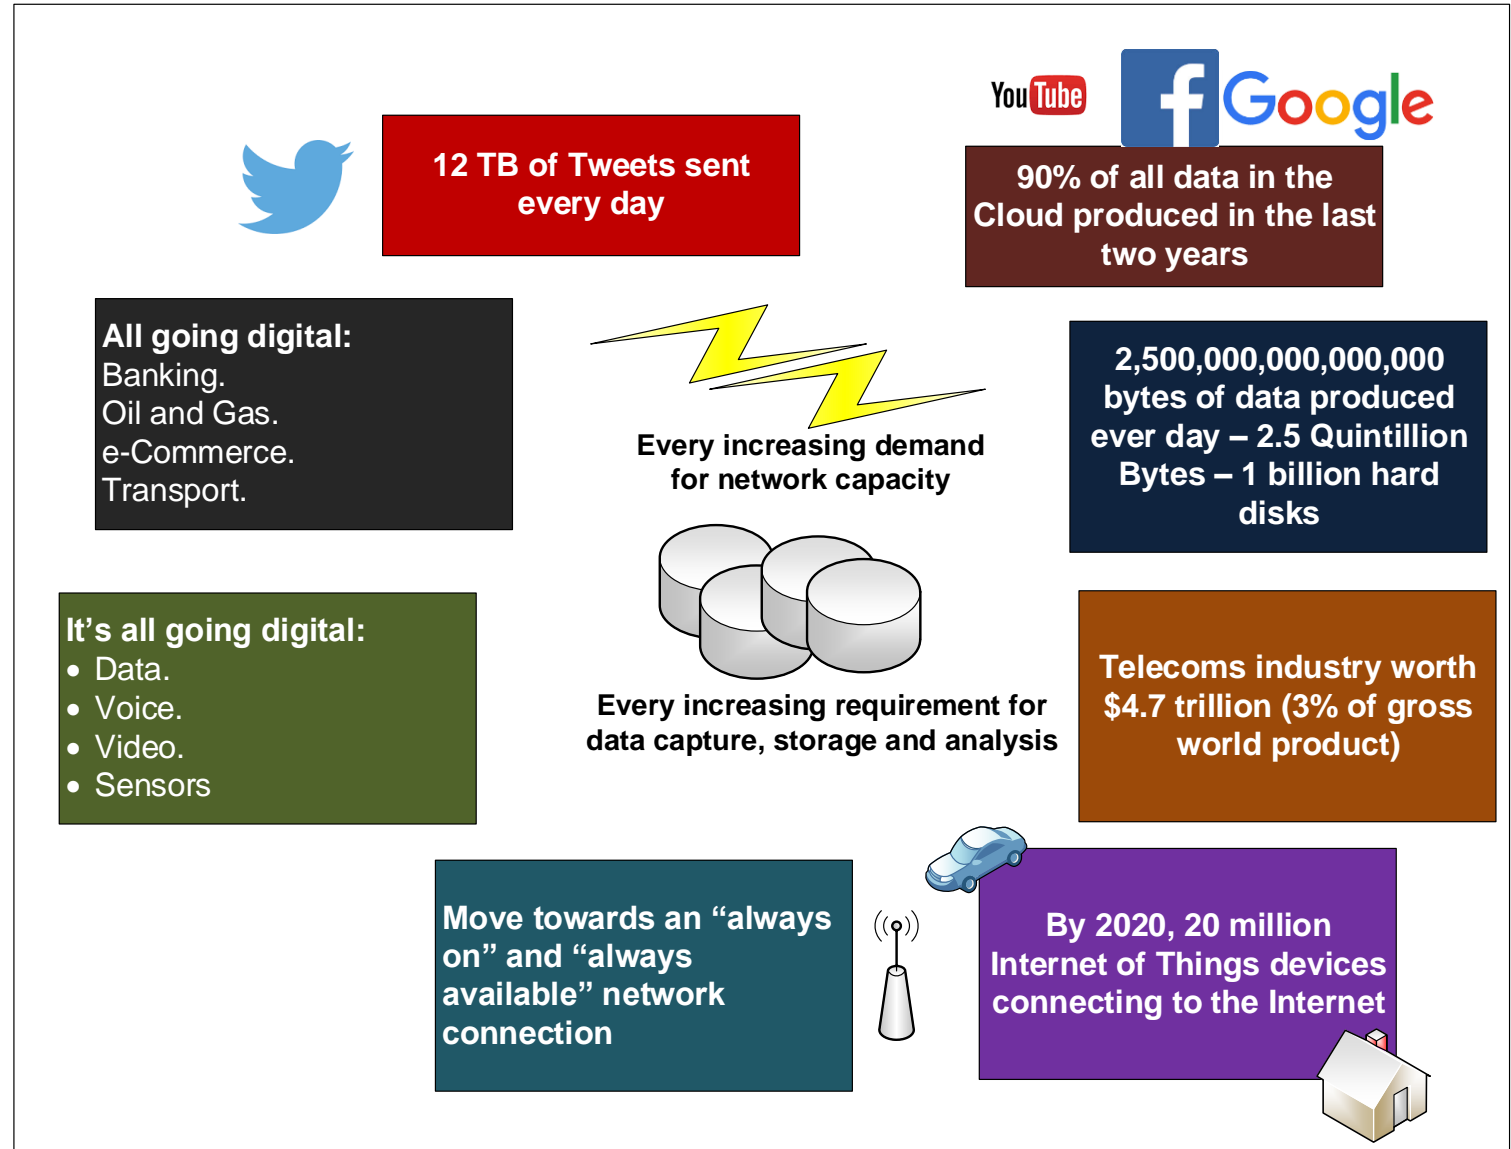 You Tube
f Google
12 TB of Tweets sent
every day
90% of all data in the
Cloud produced in the last
two years
All going digital:
Banking.
Oil and Gas.
e-Commerce.
Transport.
Every increasing demand
for network capacity
2,500,000,000,000,000
bytes of data produced
ever day – 2.5 Quintillion
Bytes – 1 billion hard
disks
It’s all going digital:
• Data.
• Voice.
• Video.
• Sensors
Every increasing requirement for
data capture, storage and analysis
Telecoms industry worth
$4.7 trillion (3% of gross
world product)
Move towards an “always
on” and “always
available” network
connection
By 2020, 20 million
Internet of Things devices
connecting to the Internet